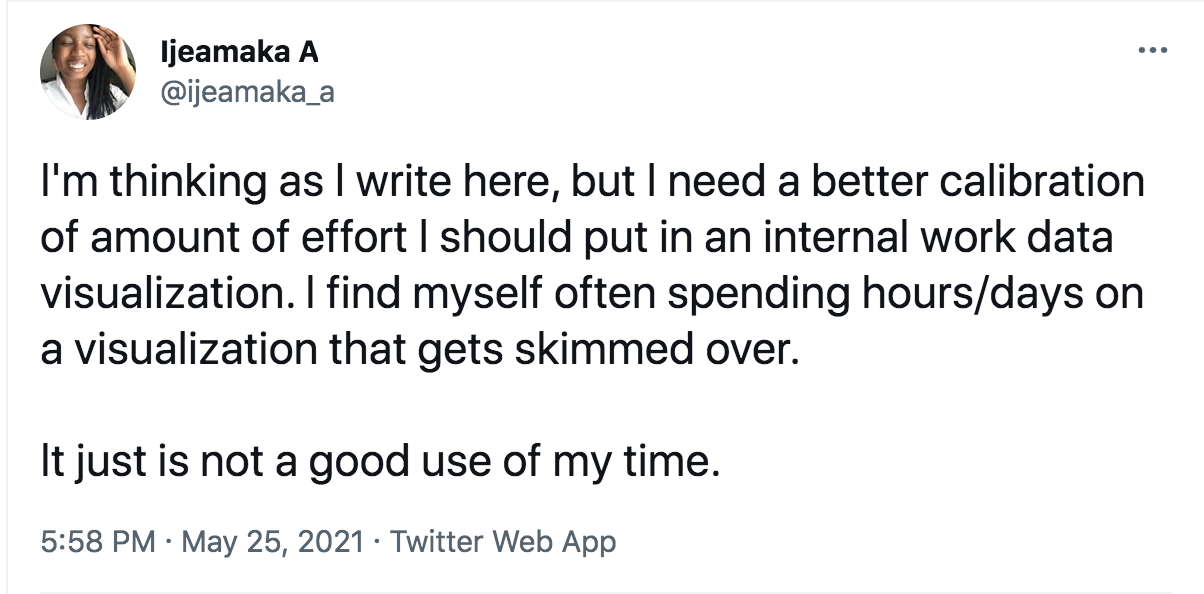 Ijeamaka A
@ijeamaka_a
I'm thinking as I write here, but I need a better calibration
of amount of effort I should put in an internal work data
visualization. I find myself often spending hours/days on
a visualization that gets skimmed over.
It just is not a good use of my time.
5:58 PM · May 25, 2021 · Twitter Web App